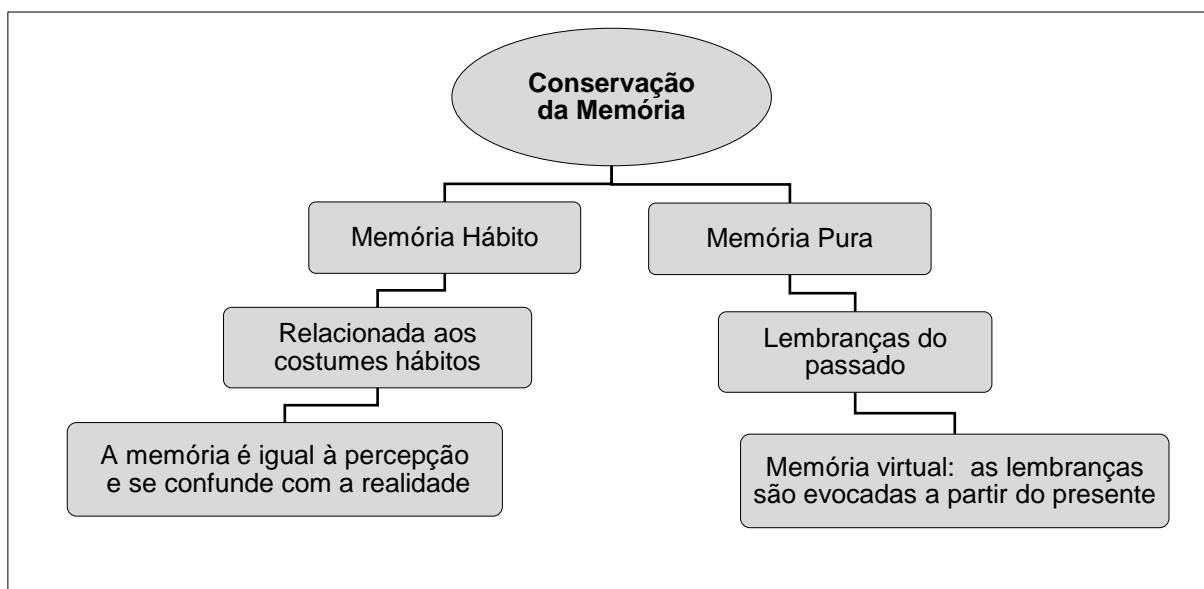 Conservação
da Memória
Memória Hábito
Memória Pura
Relacionada aos
costumes hábitos
Lembranças do
passado
A memória é igual à percepção
e se confunde com a realidade
Memória virtual:  as lembranças
são evocadas a partir do presente